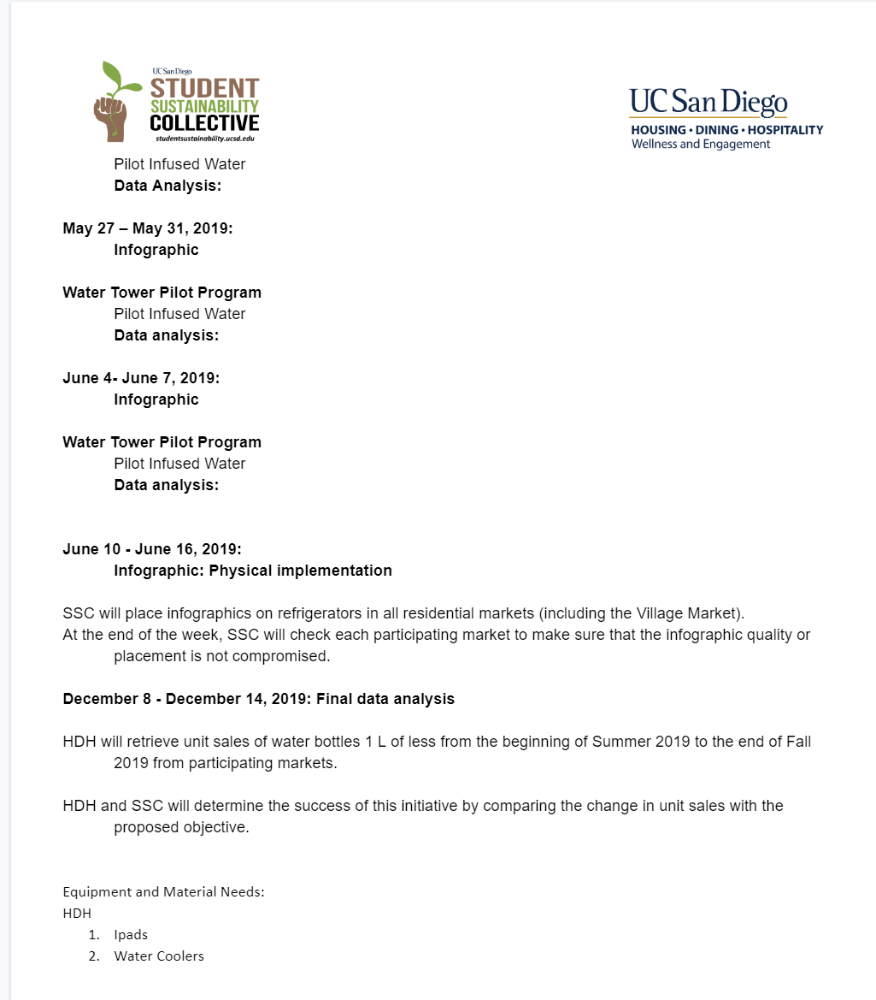 UC San Diego
STUDENT
SUSTAINABILITY
COLLECTIVE
studentsustainability.ucsd.edu
UC San Diego
HOUSING • DINING • HOSPITALITY
Wellness and Engagement
Pilot Infused Water
Data Analysis:
May 27 – May 31, 2019:
Infographic
Water Tower Pilot Program
Pilot Infused Water
Data analysis:
June 4- June 7, 2019:
Infographic
Water Tower Pilot Program
Pilot Infused Water
Data analysis:
June 10 - June 16, 2019:
Infographic: Physical implementation
SSC will place infographics on refrigerators in all residential markets (including the Village Market).
At the end of the week, SSC will check each participating market to make sure that the infographic quality or
placement is not compromised.
December 8 - December 14, 2019: Final data analysis
HDH will retrieve unit sales of water bottles 1 L of less from the beginning of Summer 2019 to the end of Fall
2019 from participating markets.
HDH and SSC will determine the success of this initiative by comparing the change in unit sales with the
proposed objective.
Equipment and Material Needs:
HDH
1. Ipads
2. Water Coolers